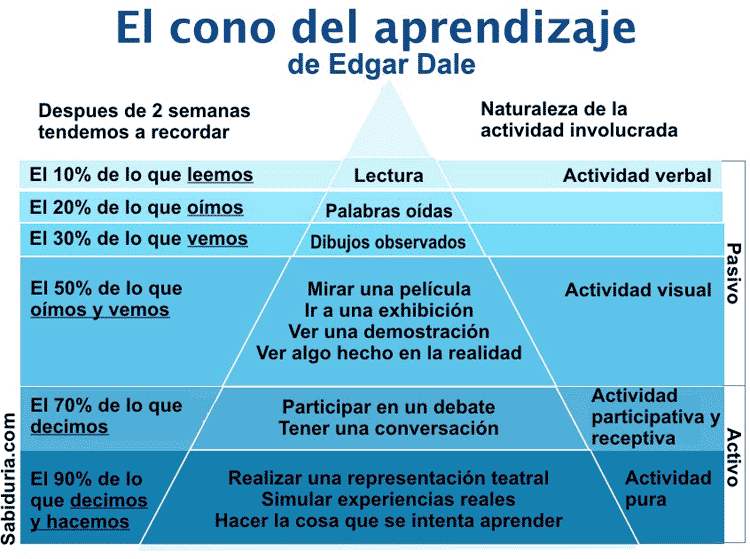 El cono del aprendizaje
de Edgar Dale
Despues de 2 semanas
tendemos a recordar
Naturaleza de la
actividad involucrada
El 10% de lo que leemos
Lectura
Actividad verbal
El 20% de lo que oímos
Palabras oídas
El 30% de lo que vemos
Dibujos observados
El 50% de lo que
oímos y vemos
Mirar una película
Ir a una exhibición
Ver una demostración
Ver algo hecho en la realidad
Actividad visual
Pasivo
El 70% de lo que
decimos
Participar en un debate
Tener una conversación
Actividad
participativa y
receptiva
El 90% de lo
que decimos
y hacemos
Realizar una representación teatral
Simular experiencias reales
Hacer la cosa que se intenta aprender
Actividad
pura
Activo
Sabiduria.com